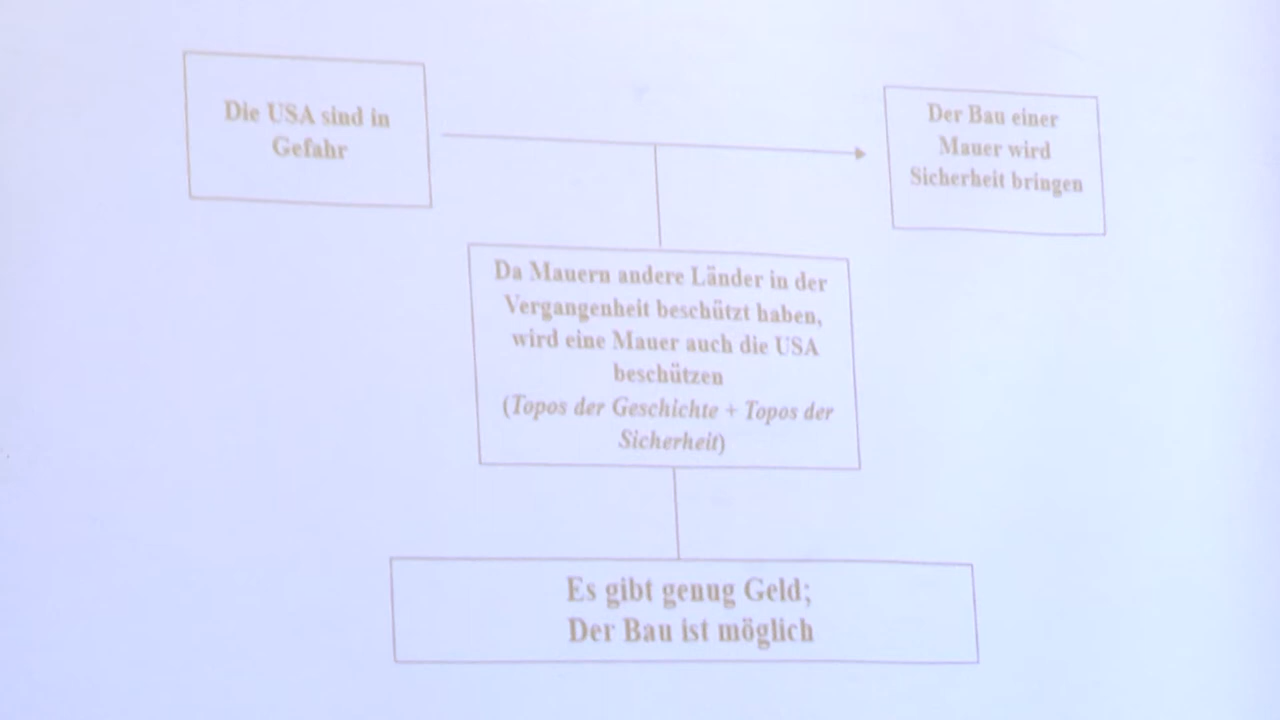 Die USA sind in
Gefahr
Der Bau einer
Mauer wird
Sicherheit bringen
Da Mauern andere Länder in der
Vergangenheit beschützt haben,
wird eine Mauer auch die USA
beschützen
(Topos der Geschichte + Topos der
Sicherheit)
Es gibt genug Geld;
Der Bau ist möglich